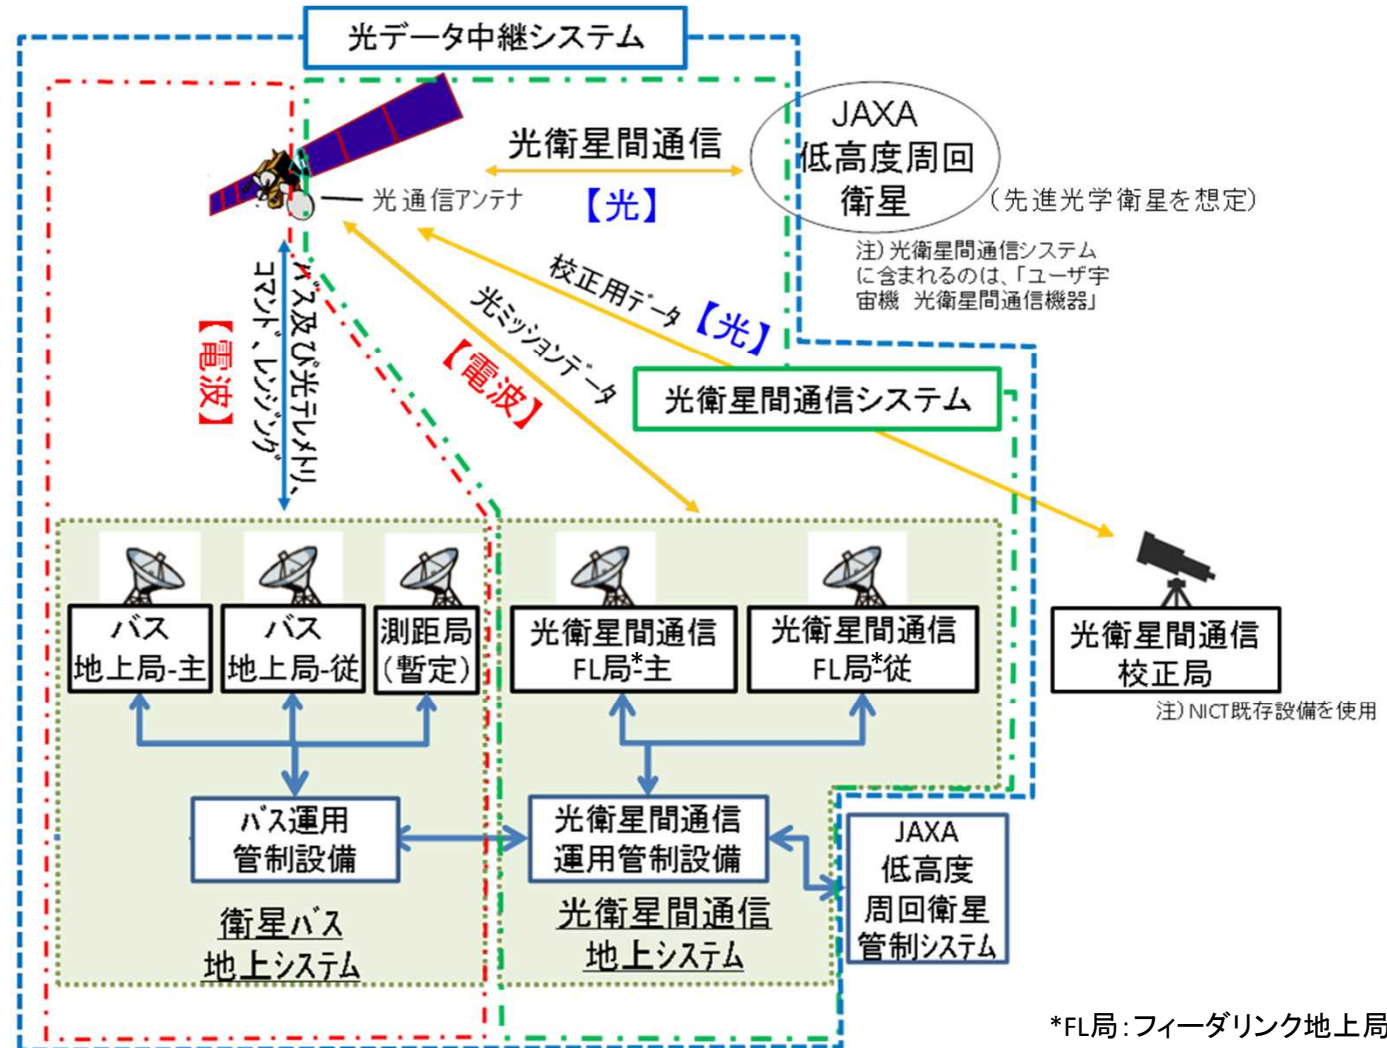 光データ中継システム
JAXA
低高度周回
衛星
(先進光学衛星を想定)
注)光衛星間通信システム
に含まれるのは、「ユーザ宇
宙機 光衛星間通信機器」
光衛星間通信
【光】
光通信アンテナ
校正用データ
【光】
光ミッションデータ
【電波】
バス及び光テレメトリ、
コマンド、レンジング
【電波】
光衛星間通信システム
バス
地上局-主
バス
地上局-従
測距局
(暫定)
光衛星間通信
FL局*-主
光衛星間通信
FL局*-従
光衛星間通信
校正局
注)NICT既存設備を使用
バス運用
管制設備
光衛星間通信
運用管制設備
JAXA
低高度
周回衛星
管制システム
衛星バス
地上システム
光衛星間通信
地上システム
*FL局:フィーダリンク地上局